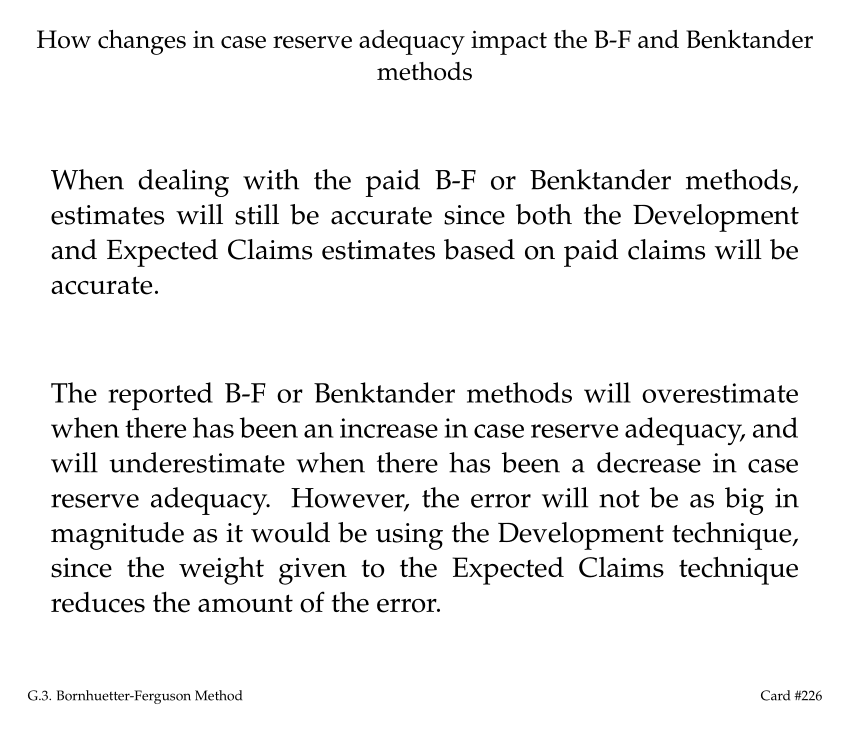 How changes in case reserve adequacy impact the B-F and Benktander
methods
When dealing with the paid B-F or Benktander methods,
estimates will still be accurate since both the Development
and Expected Claims estimates based on paid claims will be
accurate.
The reported B-F or Benktander methods will overestimate
when there has been an increase in case reserve adequacy, and
will underestimate when there has been a decrease in case
reserve adequacy. However, the error will not be as big in
magnitude as it would be using the Development technique,
since the weight given to the Expected Claims technique
reduces the amount of the error.
G.3. Bornhuetter-Ferguson Method
Card #226